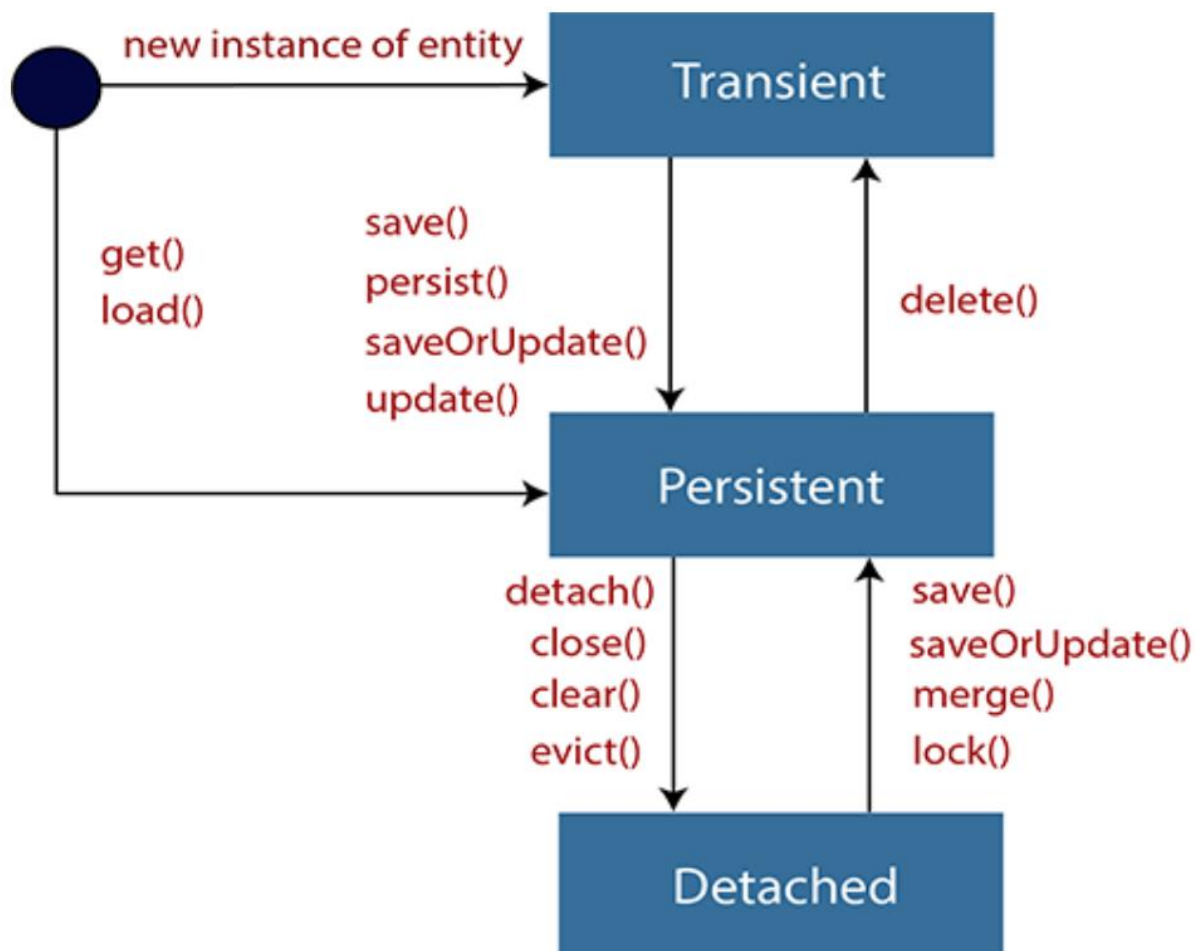 new instance of entity
Transient
get()
load()
save()
persist()
saveOrUpdate()
update()
delete()
Persistent
detach()
close()
clear()
evict()
save()
saveOrUpdate()
merge()
lock()
Detached